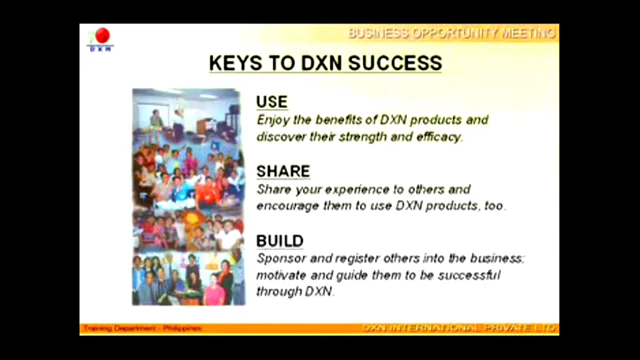 BUSINESS OPPORTUNITY MEETING
DXN
KEYS TO DXN SUCCESS
USE
Enjoy the benefits of DXN products and
discover their strength and efficacy.
SHARE
Share your experience to others and
encourage them to use DXN products, too.
BUILD
Sponsor and register others into the business;
motivate and guide them to be successful
through DXN.
Training Department - Philippines
DXN INTERNATIONAL PRIVATE LTD